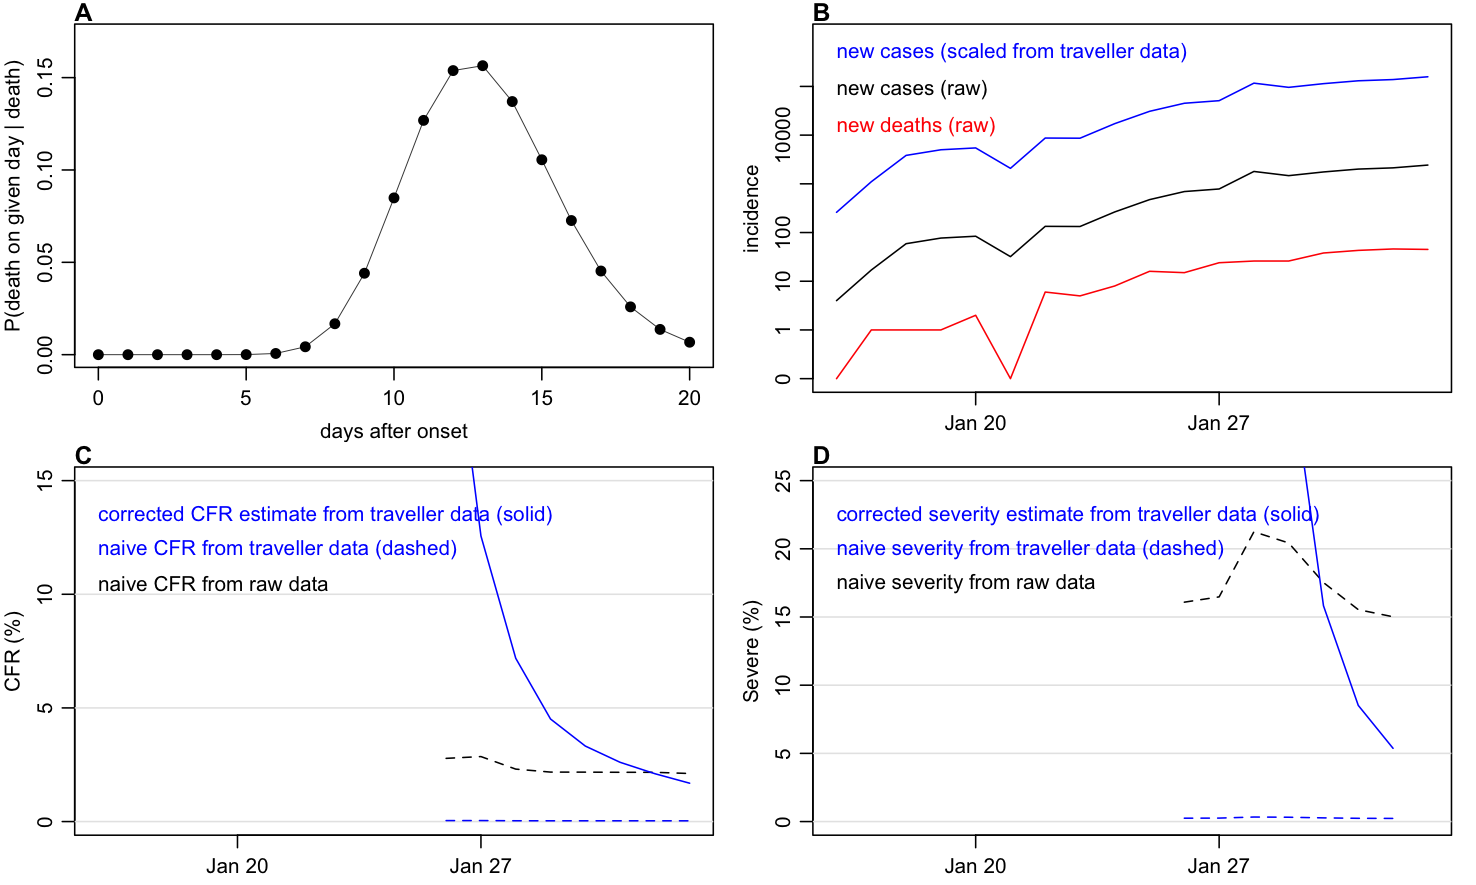 A
P(death on given day | death)
0.15
0.10
0.05
0.00
0 5 10 15 20
days after onset
B
new cases (scaled from traveller data)
new cases (raw)
new deaths (raw)
incidence
10000
100
10
1
0
Jan 20 Jan 27
C
corrected CFR estimate from traveller data (solid)
naive CFR from traveller data (dashed)
naive CFR from raw data
CFR (%)
15
10
5
0
Jan 20 Jan 27
D
corrected severity estimate from traveller data (solid)
naive severity from traveller data (dashed)
naive severity from raw data
Severe (%)
25
20
15
10
5
0
Jan 20 Jan 27